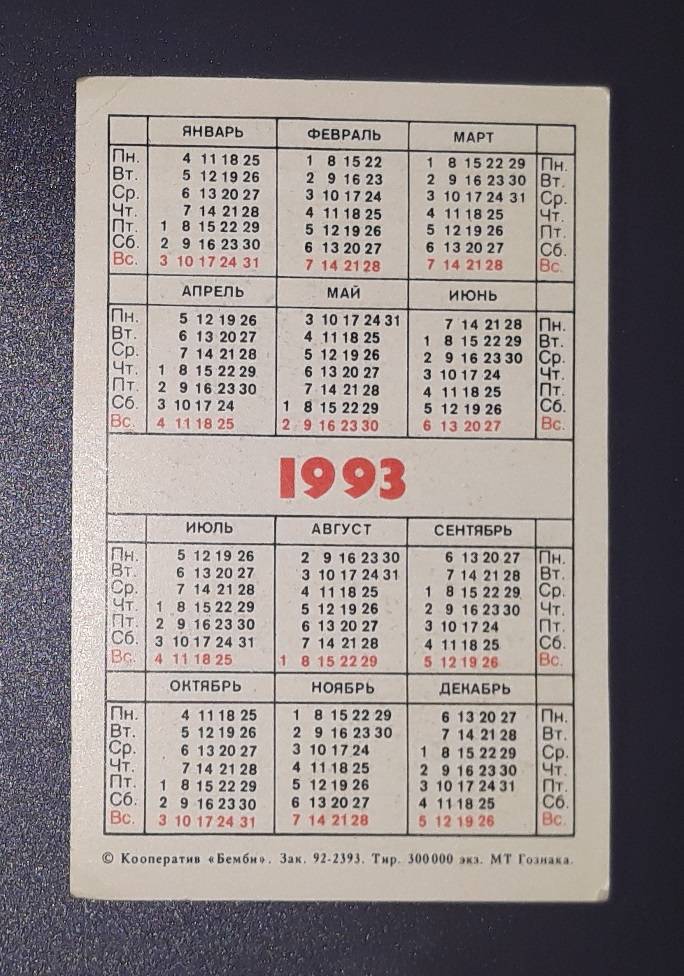 ЯНВАРЬ ФЕВРАЛЬ МАРТ
Пн. 4 11 18 25 1 8 15 22 1 8 15 22 29 Пн.
Вт. 5 12 19 26 2 9 16 23 2 9 16 23 30 Вт.
Ср. 6 13 20 27 3 10 17 24 3 10 17 24 31 Ср.
Чт. 7 14 21 28 4 11 18 25 4 11 18 25 Чт.
Пт. 1 8 15 22 29 5 12 19 26 5 12 19 26 Пт.
Сб. 2 9 16 23 30 6 13 20 27 6 13 20 27 Сб.
Вс. 3 10 17 24 31 7 14 21 28 7 14 21 28 Вс.
АПРЕЛЬ МАЙ ИЮНЬ
Пн. 5 12 19 26 3 10 17 24 31 7 14 21 28 Пн.
Вт. 6 13 20 27 4 11 18 25 1 8 15 22 29 Вт.
Ср. 7 14 21 28 5 12 19 26 2 9 16 23 30 Ср.
Чт. 1 8 15 22 29 6 13 20 27 3 10 17 24 Чт.
Пт. 2 9 16 23 30 7 14 21 28 4 11 18 25 Пт.
Сб. 3 10 17 24 1 8 15 22 29 5 12 19 26 Сб.
Вс. 4 11 18 25 2 9 16 23 30 6 13 20 27 Вс.
1993
ИЮЛЬ АВГУСТ СЕНТЯБРЬ
Пн. 5 12 19 26 2 9 16 23 30 6 13 20 27 Пн.
Вт. 6 13 20 27 3 10 17 24 31 7 14 21 28 Вт.
Ср. 7 14 21 28 4 11 18 25 1 8 15 22 29 Ср.
Чт. 1 8 15 22 29 5 12 19 26 2 9 16 23 30 Чт.
Пт. 2 9 16 23 30 6 13 20 27 3 10 17 24 Пт.
Сб. 3 10 17 24 31 7 14 21 28 4 11 18 25 Сб.
Вс. 4 11 18 25 1 8 15 22 29 5 12 19 26 Вс.
ОКТЯБРЬ НОЯБРЬ ДЕКАБРЬ
Пн. 4 11 18 25 1 8 15 22 29 6 13 20 27 Пн.
Вт. 5 12 19 26 2 9 16 23 30 7 14 21 28 Вт.
Ср. 6 13 20 27 3 10 17 24 1 8 15 22 29 Ср.
Чт. 7 14 21 28 4 11 18 25 2 9 16 23 30 Чт.
Пт. 1 8 15 22 29 5 12 19 26 3 10 17 24 31 Пт.
Сб. 2 9 16 23 30 6 13 20 27 4 11 18 25 Сб.
Вс. 3 10 17 24 31 7 14 21 28 5 12 19 26 Вс.
© Кооператив «Бемби». Зак. 92-2393. Тир. 300000 экз. МТ Гознака.